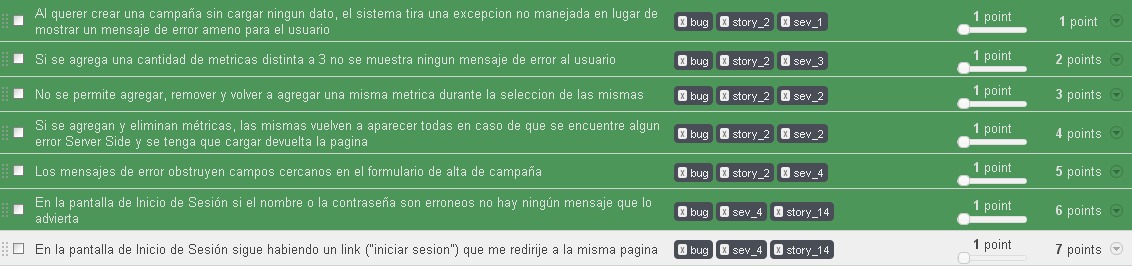 Al querer crear una campaña sin cargar ningun dato, el sistema tira una excepcion no manejada en lugar de
mostrar un mensaje de error ameno para el usuario
x bug x story_2 x sev_1
1 point
1 point
Si se agrega una cantidad de metricas distinta a 3 no se muestra ningun mensaje de error al usuario
x bug x story_2 x sev_3
1 point
2 points
No se permite agregar, remover y volver a agregar una misma metrica durante la seleccion de las mismas
x bug x story_2 x sev_2
1 point
3 points
Si se agregan y eliminan métricas, las mismas vuelven a aparecer todas en caso de que se encuentre algun
error Server Side y se tenga que cargar devuelta la pagina
x bug x story_2 x sev_2
1 point
4 points
Los mensajes de error obstruyen campos cercanos en el formulario de alta de campaña
x bug x story_2 x sev_4
1 point
5 points
En la pantalla de Inicio de Sesión si el nombre o la contraseña son erroneos no hay ningún mensaje que lo
advierta
x bug x sev_4 x story_14
1 point
6 points
En la pantalla de Inicio de Sesión sigue habiendo un link ("iniciar sesion") que me redirije a la misma pagina
x bug x sev_4 x story_14
1 point
7 points